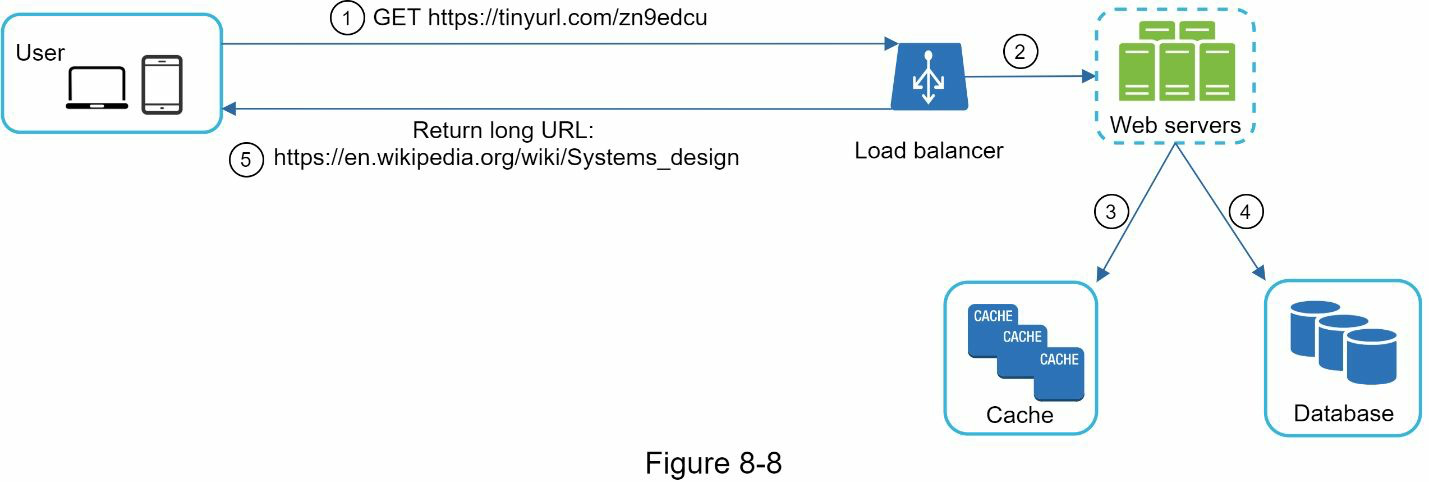 1 GET https://tinyurl.com/zn9edcu
User
2
Web servers
Return long URL:
5 https://en.wikipedia.org/wiki/Systems_design
Load balancer
3
4
CACHE
CACHE
CACHE
Cache
Database
Figure 8-8